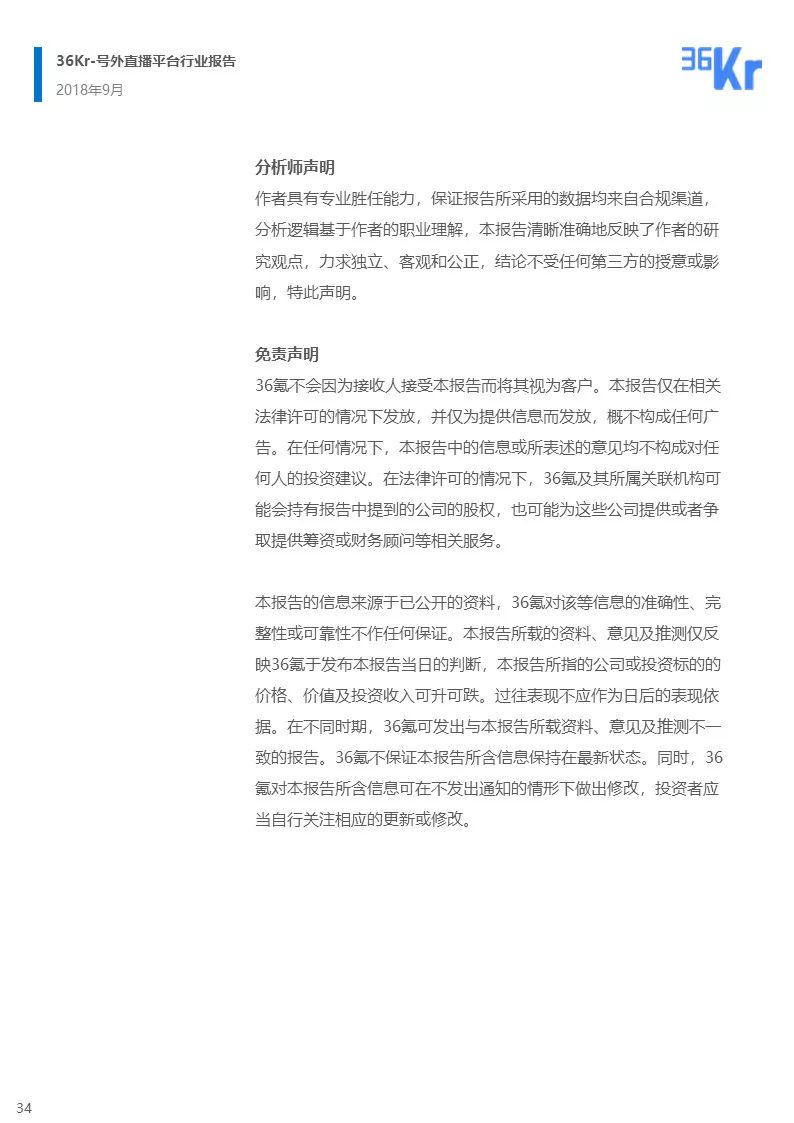 36Kr-号外直播平台行业报告
2018年9月
36Kr
分析师声明
作者具有专业胜任能力，保证报告所采用的数据均来自合规渠道，
分析逻辑基于作者的职业理解，本报告清晰准确地反映了作者的研
究观点，力求独立、客观和公正，结论不受任何第三方的授意或影
响，特此声明。
免责声明
36氪不会因为接收人接受本报告而将其视为客户。本报告仅在相关
法律许可的情况下发放，并仅为提供信息而发放，概不构成任何广
告。在任何情况下，本报告中的信息或所表述的意见均不构成对任
何人的投资建议。在法律许可的情况下，36氪及其所属关联机构可
能会持有报告中提到的公司的股权，也可能为这些公司提供或者争
取提供筹资或财务顾问等相关服务。
本报告的信息来源于已公开的资料，36氪对该等信息的准确性、完
整性或可靠性不作任何保证。本报告所载的资料、意见及推测仅反
映36氪于发布本报告当日的判断，本报告所指的公司或投资标的的
价格、价值及投资收入可升可跌。过往表现不应作为日后的表现依
据。在不同时期，36氪可发出与本报告所载资料、意见及推测不一
致的报告。36氪不保证本报告所含信息保持在最新状态。同时，36
氪对本报告所含信息可在不发出通知的情形下做出修改，投资者应
当自行关注相应的更新或修改。
34